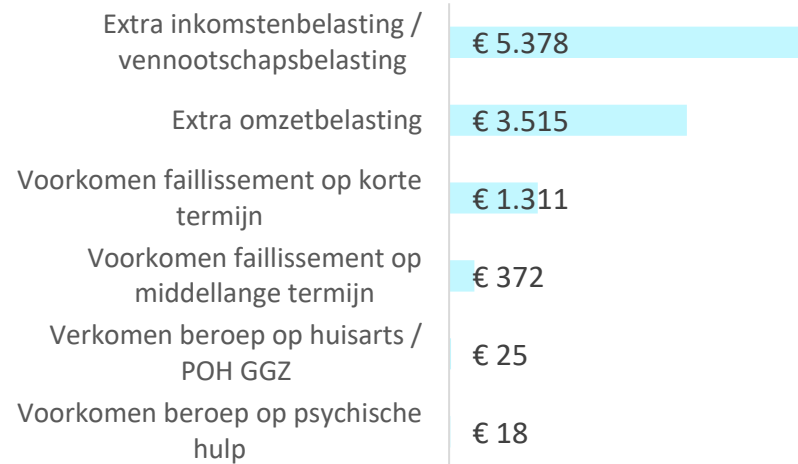 Extra inkomstenbelasting /
vennootschapsbelasting
€ 5.378
Extra omzetbelasting
€ 3.515
Voorkomen faillissement op korte
termijn
€ 1.311
Voorkomen faillissement op
middellange termijn
€ 372
Verkomen beroep op huisarts /
POH GGZ
€ 25
Voorkomen beroep op psychische
hulp
€ 18